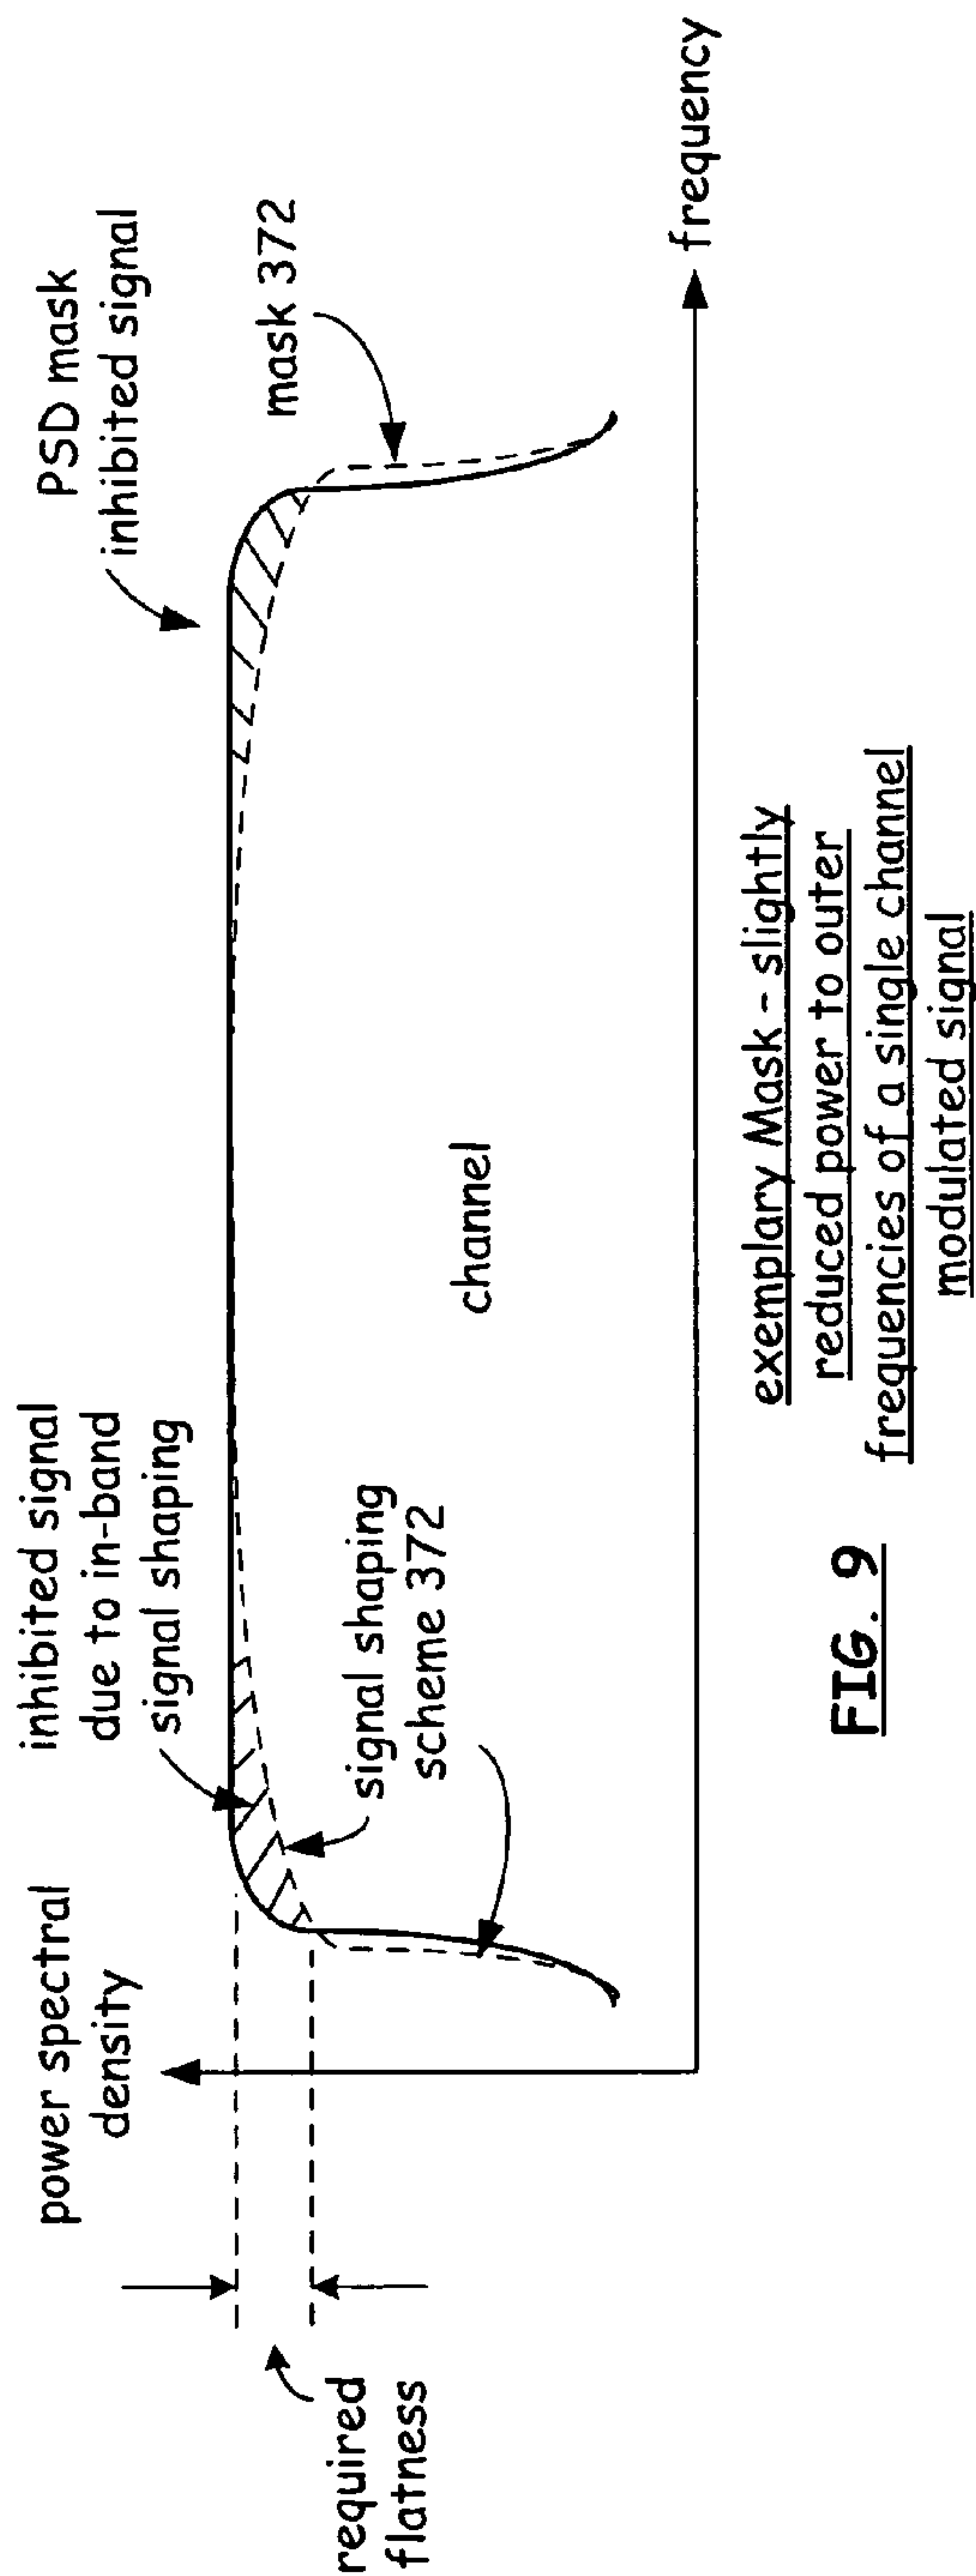 power spectral
density
inhibited signal
due to in-band
signal shaping
PSD mask
inhibited signal
mask 372
signal shaping
scheme 372
required
flatness
channel
frequency
exemplary Mask - slightly
reduced power to outer
frequencies of a single channel
modulated signal
FIG. 9